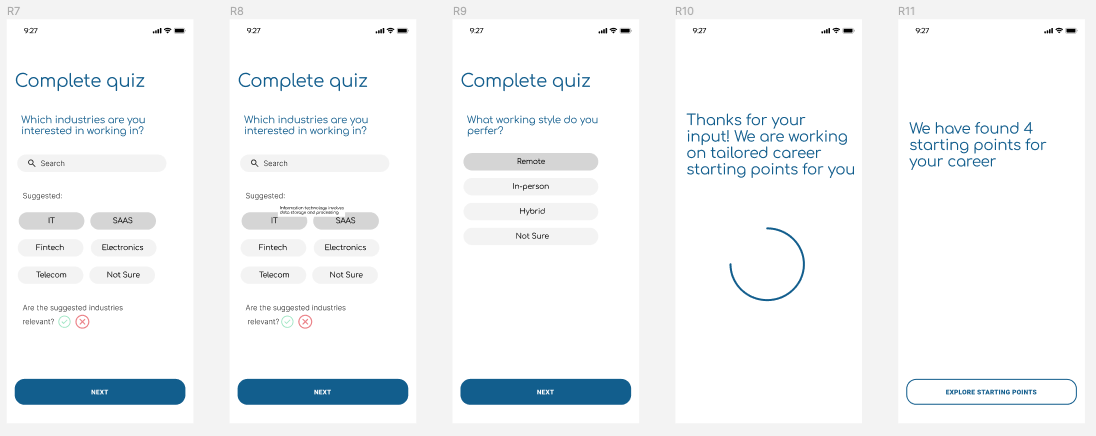 R7
9:27
Complete quiz
Which industries are you
interested in working in?
Search
Suggested:
IT
SAAS
Fintech
Electronics
Telecom
Not Sure
Are the suggested industries
relevant?
NEXT
R8
9:27
Complete quiz
Which industries are you
interested in working in?
Search
Suggested:
Information technology involves
data storage and processing
IT
SAAS
Fintech
Electronics
Telecom
Not Sure
Are the suggested industries
relevant?
NEXT
R9
9:27
Complete quiz
What working style do you
perfer?
Remote
In-person
Hybrid
Not Sure
NEXT
R10
9:27
Thanks for your
input! We are working
on tailored career
starting points for you
R11
9:27
We have found 4
starting points for
your career
EXPLORE STARTING POINTS